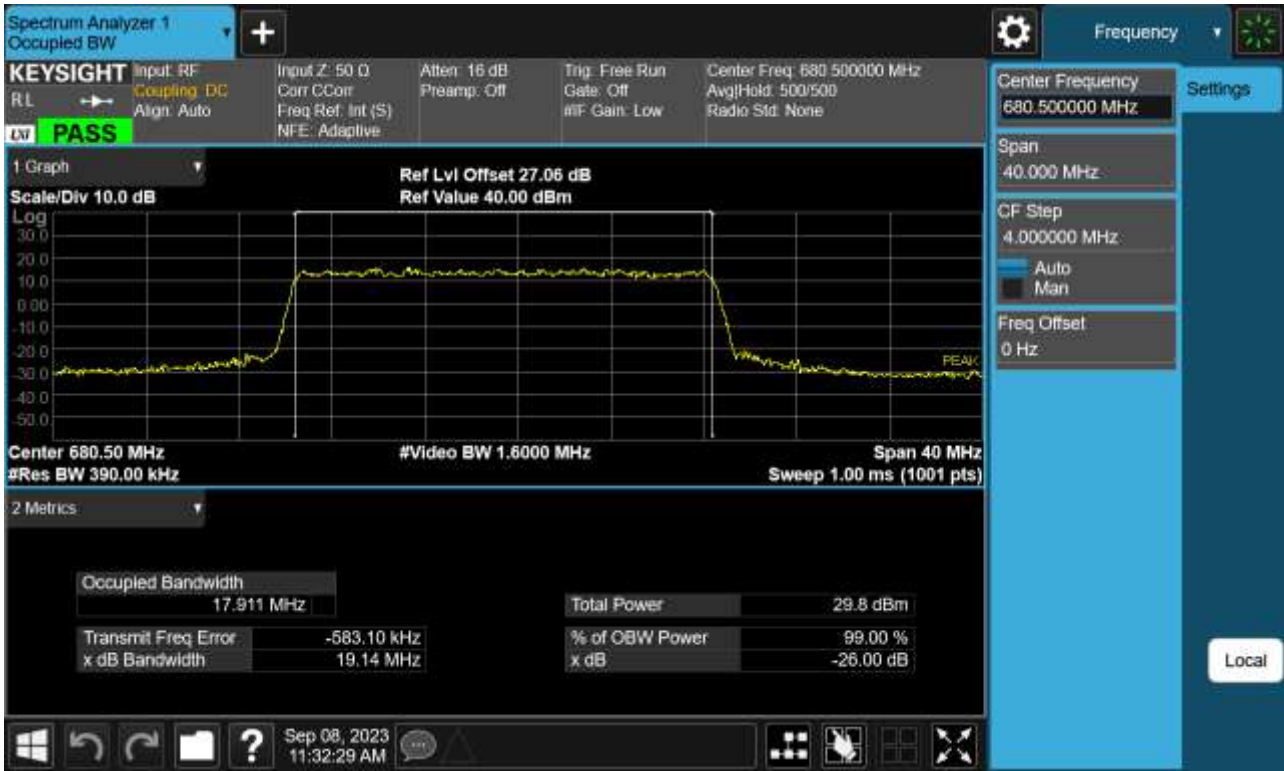 Spectrum Analyzer 1
Occupied BW
+
Frequency
KEYSIGHT
RL
LXI
PASS
Input: RF
Coupling: DC
Align: Auto
Input Z: 50 Ω
Corr CCorr
Freq Ref: Int (S)
NFE: Adaptive
Atten: 16 dB
Preamp: Off
Trig: Free Run
Gate: Off
#IF Gain: Low
Center Freq: 680.500000 MHz
Avg|Hold: 500/500
Radio Std: None
1 Graph
Scale/Div 10.0 dB
Ref Lvl Offset 27.06 dB
Ref Value 40.00 dBm
Log
30.0
20.0
10.0
0.00
-10.0
-20.0
-30.0
-40.0
-50.0
PEAK
Center 680.50 MHz
#Res BW 390.00 kHz
#Video BW 1.6000 MHz
Span 40 MHz
Sweep 1.00 ms (1001 pts)
2 Metrics
Occupied Bandwidth
17.911 MHz
Transmit Freq Error -583.10 kHz
x dB Bandwidth 19.14 MHz
Total Power 29.8 dBm
% of OBW Power 99.00 %
x dB -26.00 dB
Center Frequency
680.500000 MHz
Settings
Span
40.000 MHz
CF Step
4.000000 MHz
Auto
Man
Freq Offset
0 Hz
Local
?
Sep 08, 2023
11:32:29 AM